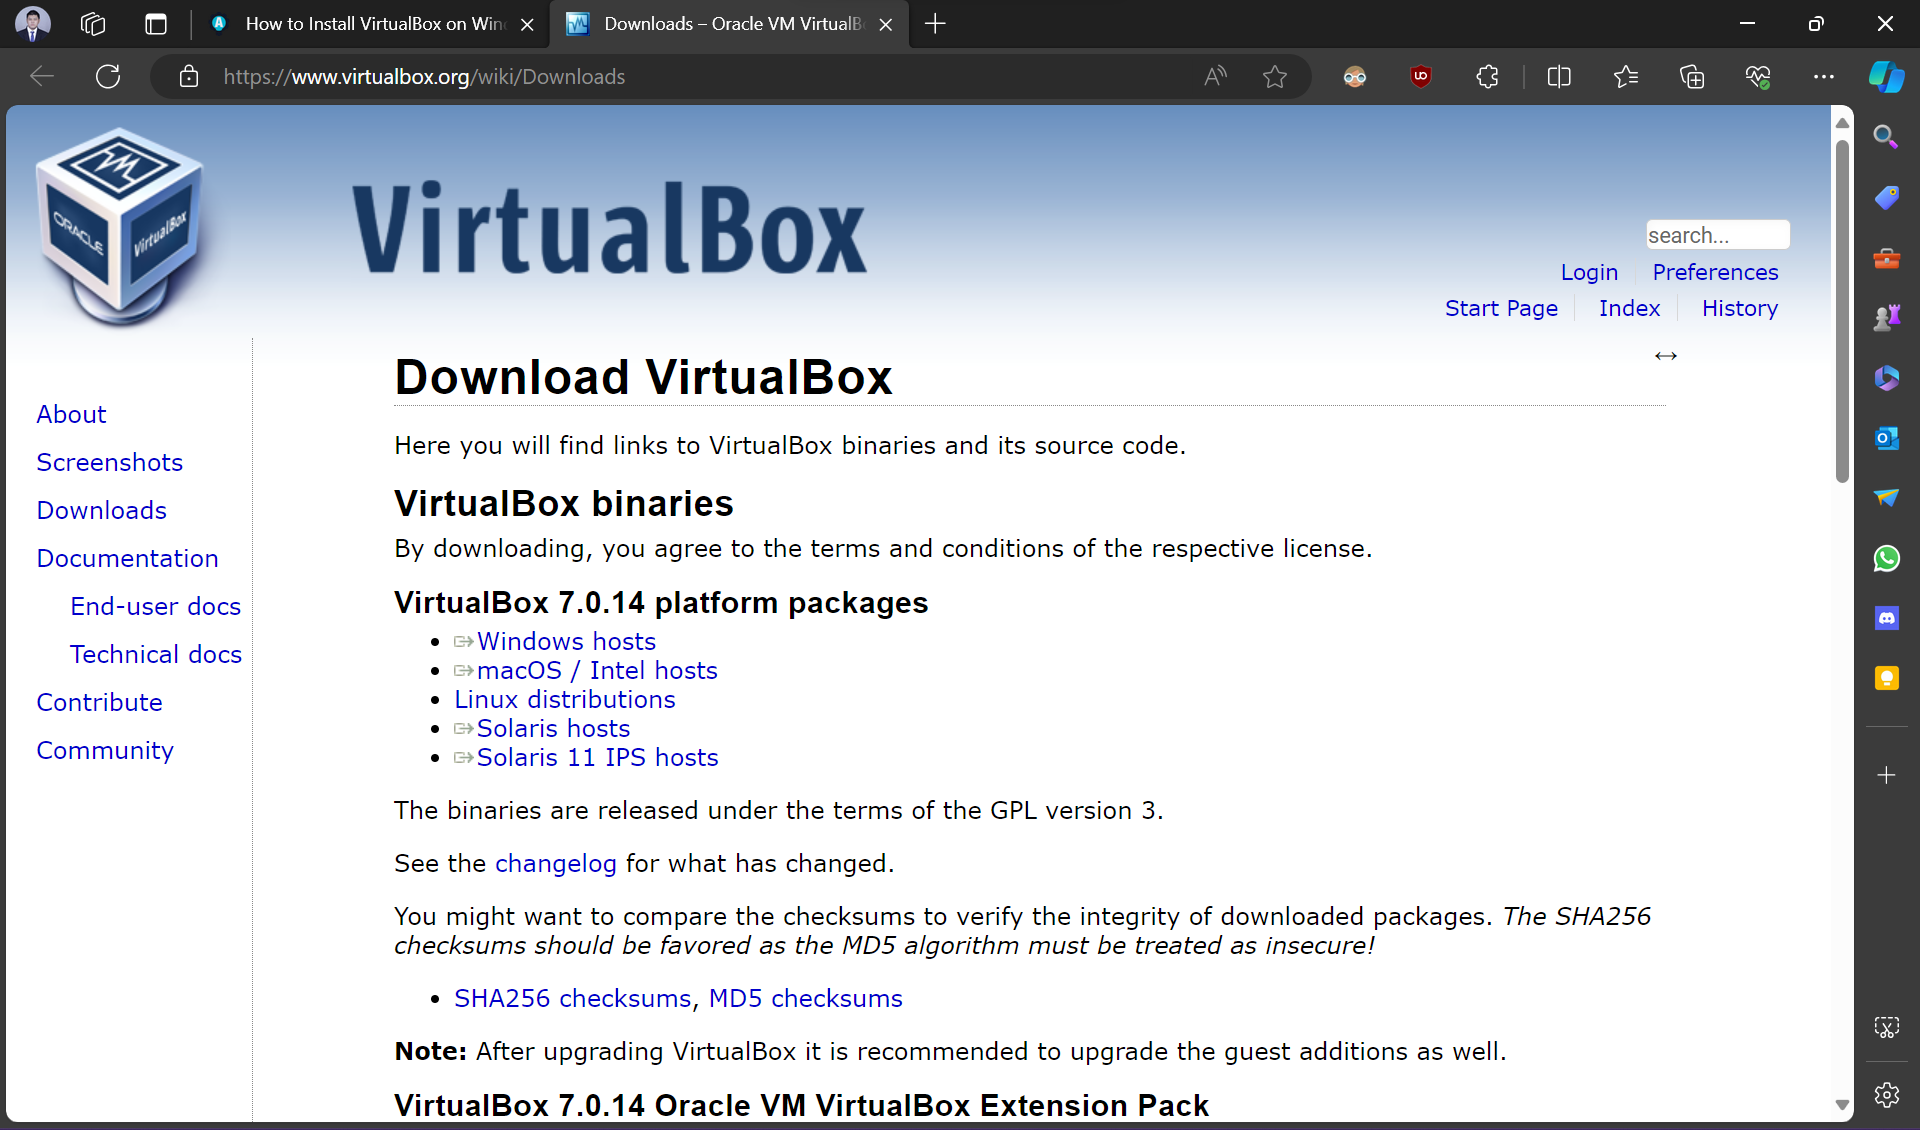 How to Install VirtualBox on Win
Downloads – Oracle VM VirtualB
https://www.virtualbox.org/wiki/Downloads
ORACLE
VirtualBox
VirtualBox
search...
Login
Preferences
Start Page
Index
History
About
Screenshots
Downloads
Documentation
End-user docs
Technical docs
Contribute
Community
Download VirtualBox
Here you will find links to VirtualBox binaries and its source code.
VirtualBox binaries
By downloading, you agree to the terms and conditions of the respective license.
VirtualBox 7.0.14 platform packages
Windows hosts
macOS / Intel hosts
Linux distributions
Solaris hosts
Solaris 11 IPS hosts
The binaries are released under the terms of the GPL version 3.
See the changelog for what has changed.
You might want to compare the checksums to verify the integrity of downloaded packages. The SHA256
checksums should be favored as the MD5 algorithm must be treated as insecure!
SHA256 checksums, MD5 checksums
Note: After upgrading VirtualBox it is recommended to upgrade the guest additions as well.
VirtualBox 7.0.14 Oracle VM VirtualBox Extension Pack